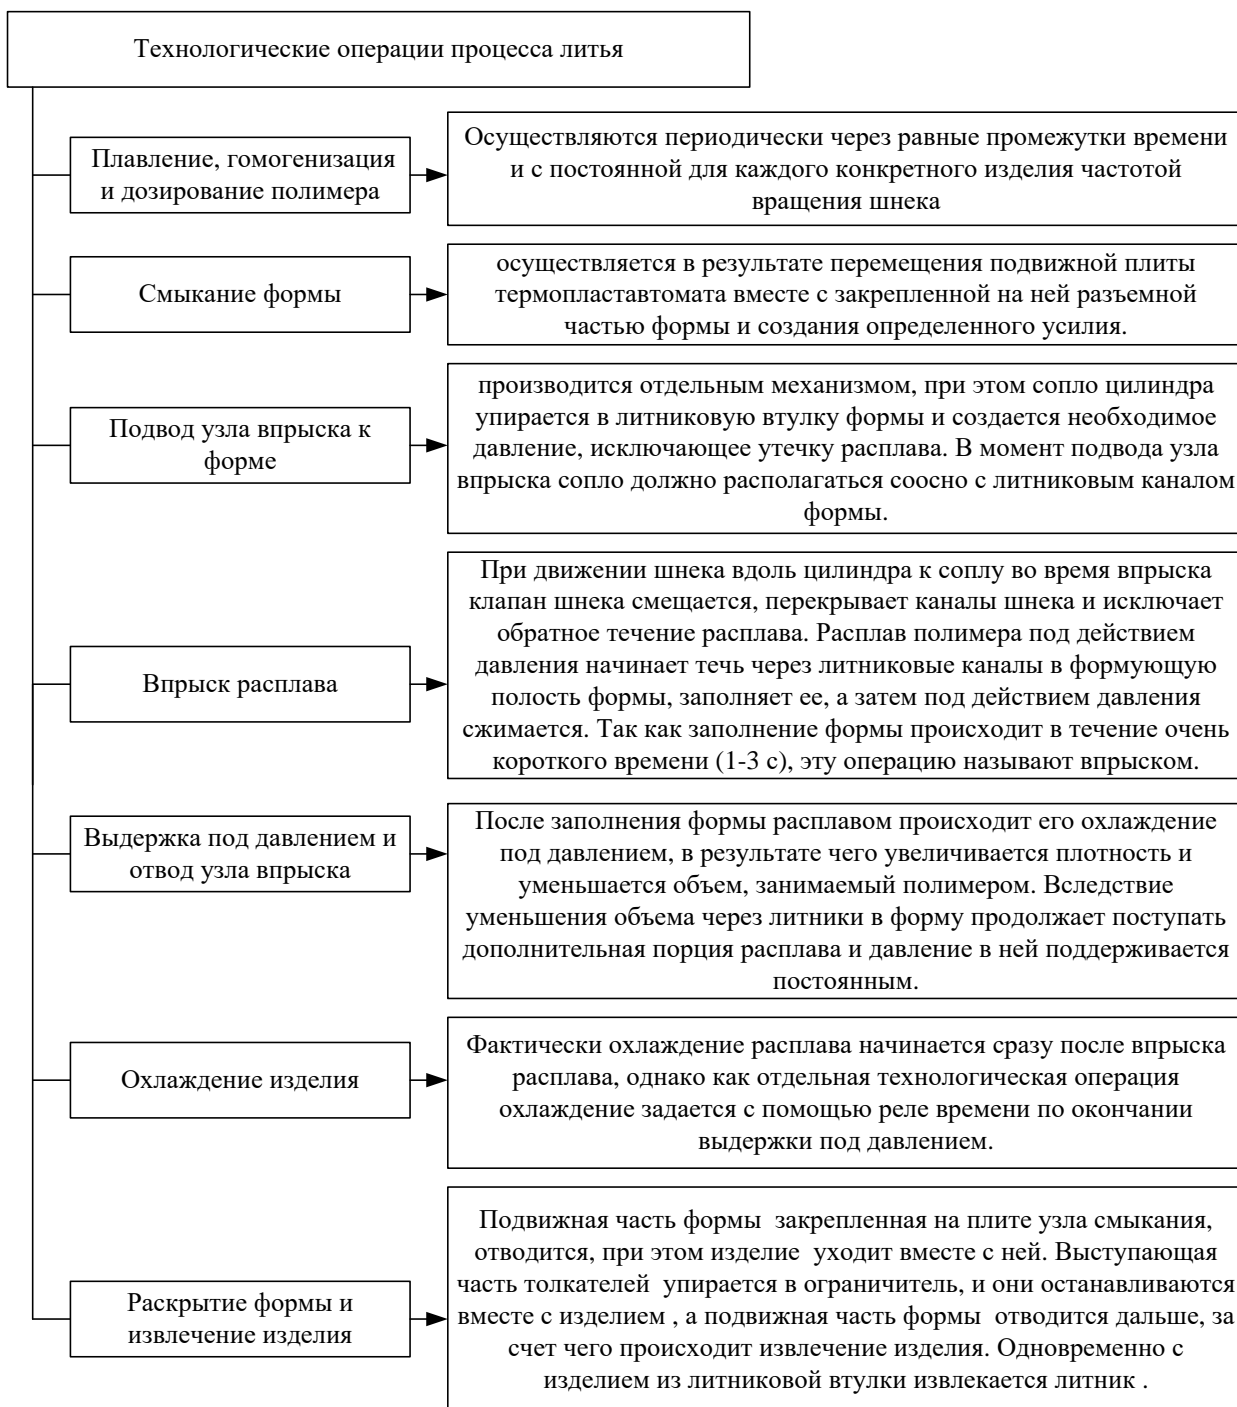 Технологические операции процесса литья
Плавление, гомогенизация
и дозирование полимера
Осуществляются периодически через равные промежутки времени
и с постоянной для каждого конкретного изделия частотой
вращения шнека
Смыкание формы
осуществляется в результате перемещения подвижной плиты
термопластавтомата вместе с закрепленной на ней разъемной
частью формы и создания определенного усилия.
Подвод узла впрыска к
форме
производится отдельным механизмом, при этом сопло цилиндра
упирается в литниковую втулку формы и создается необходимое
давление, исключающее утечку расплава. В момент подвода узла
впрыска сопло должно располагаться соосно с литниковым каналом
формы.
Впрыск расплава
При движении шнека вдоль цилиндра к соплу во время впрыска
клапан шнека смещается, перекрывает каналы шнека и исключает
обратное течение расплава. Расплав полимера под действием
давления начинает течь через литниковые каналы в формующую
полость формы, заполняет ее, а затем под действием давления
сжимается. Так как заполнение формы происходит в течение очень
короткого времени (1-3 с), эту операцию называют впрыском.
Выдержка под давлением и
отвод узла впрыска
После заполнения формы расплавом происходит его охлаждение
под давлением, в результате чего увеличивается плотность и
уменьшается объем, занимаемый полимером. Вследствие
уменьшения объема через литники в форму продолжает поступать
дополнительная порция расплава и давление в ней поддерживается
постоянным.
Охлаждение изделия
Фактически охлаждение расплава начинается сразу после впрыска
расплава, однако как отдельная технологическая операция
охлаждение задается с помощью реле времени по окончании
выдержки под давлением.
Раскрытие формы и
извлечение изделия
Подвижная часть формы  закрепленная на плите узла смыкания,
отводится, при этом изделие  уходит вместе с ней. Выступающая
часть толкателей  упирается в ограничитель, и они останавливаются
вместе с изделием , а подвижная часть формы  отводится дальше, за
счет чего происходит извлечение изделия. Одновременно с
изделием из литниковой втулки извлекается литник .